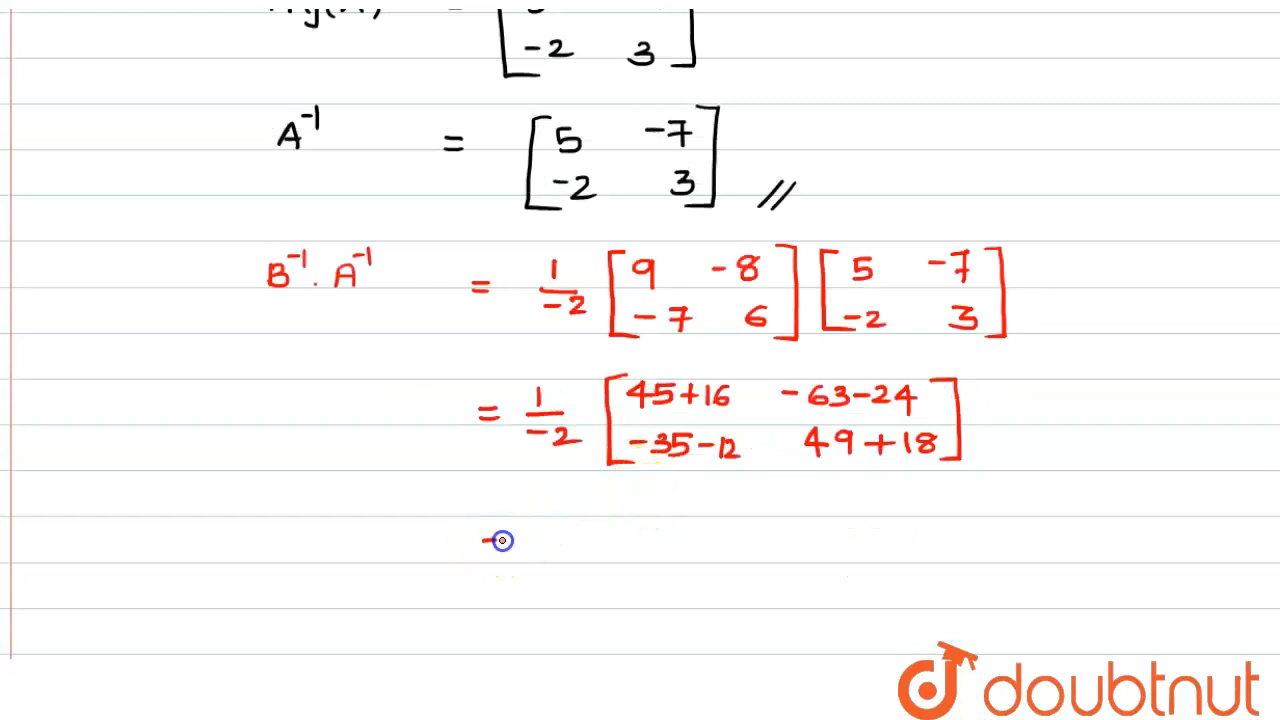 -2 3
A⁻¹ = [5 -7
-2 3] //
B⁻¹ . A⁻¹ = 1/-2 [9 -8
-7 6] [5 -7
-2 3]
= 1/-2 [45+16 -63-24
-35-12 49+18]
doubtnut